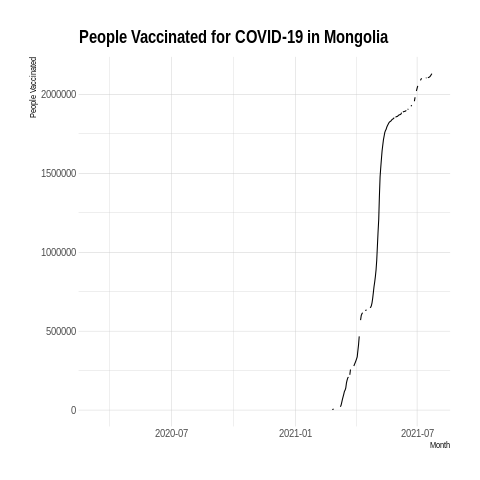 People Vaccinated for COVID-19 in Mongolia
People Vaccinated
2000000
1500000
1000000
500000
0
2020-07 2021-01 2021-07
Month